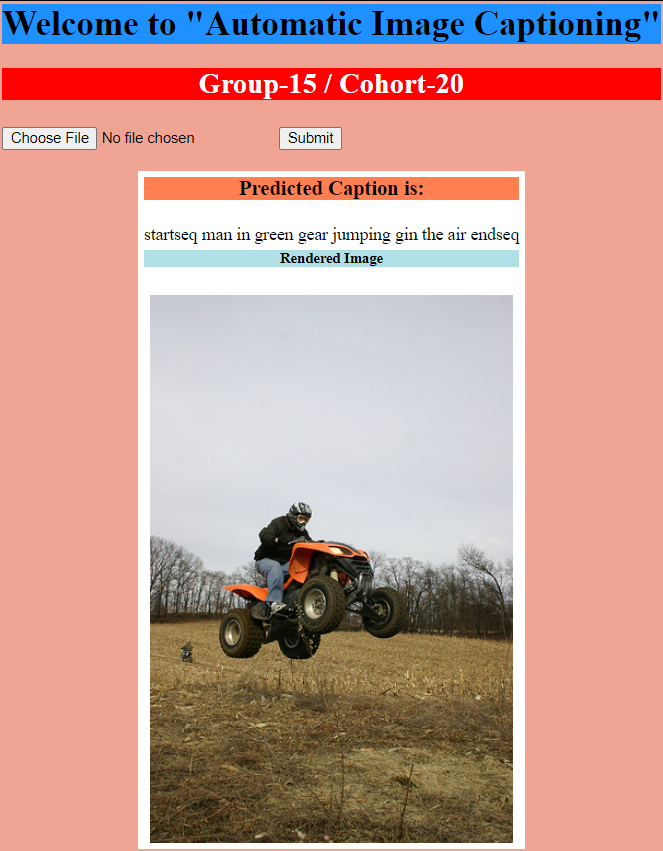 Welcome to "Automatic Image Captioning"
Group-15 / Cohort-20
Choose File No file chosen Submit
Predicted Caption is:
startseq man in green gear jumping gin the air endseq
Rendered Image